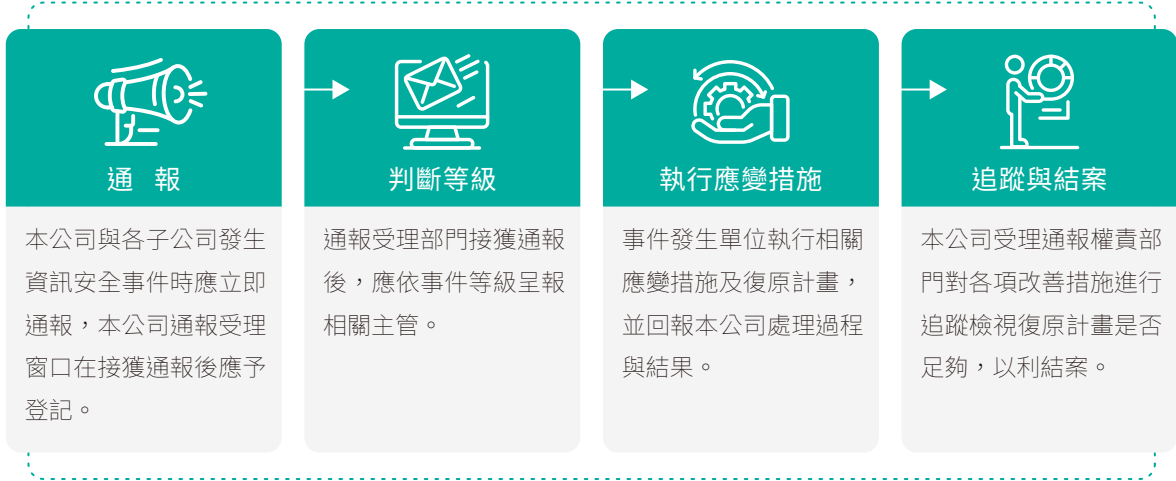 通 報
本公司與各子公司發生
資訊安全事件時應立即
通報，本公司通報受理
窗口在接獲通報後應予
登記。
判斷等級
通報受理部門接獲通報
後，應依事件等級呈報
相關主管。
執行應變措施
事件發生單位執行相關
應變措施及復原計畫，
並回報本公司處理過程
與結果。
追蹤與結案
本公司受理通報權責部
門對各項改善措施進行
追蹤檢視復原計畫是否
足夠，以利結案。